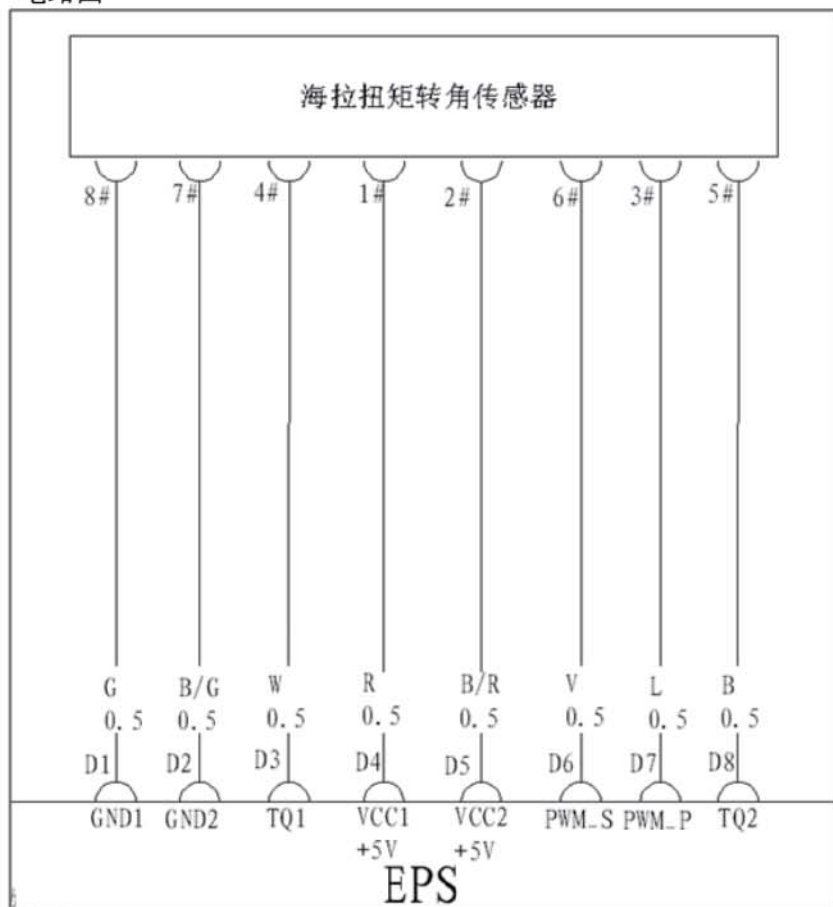 海拉扭矩转角传感器
8# 7# 4# 1# 2# 6# 3# 5#
G B/G W R B/R V L B
0.5 0.5 0.5 0.5 0.5 0.5 0.5 0.5
D1 D2 D3 D4 D5 D6 D7 D8
GND1 GND2 TQ1 VCC1 VCC2 PWM_S PWM_P TQ2
+5V +5V
EPS